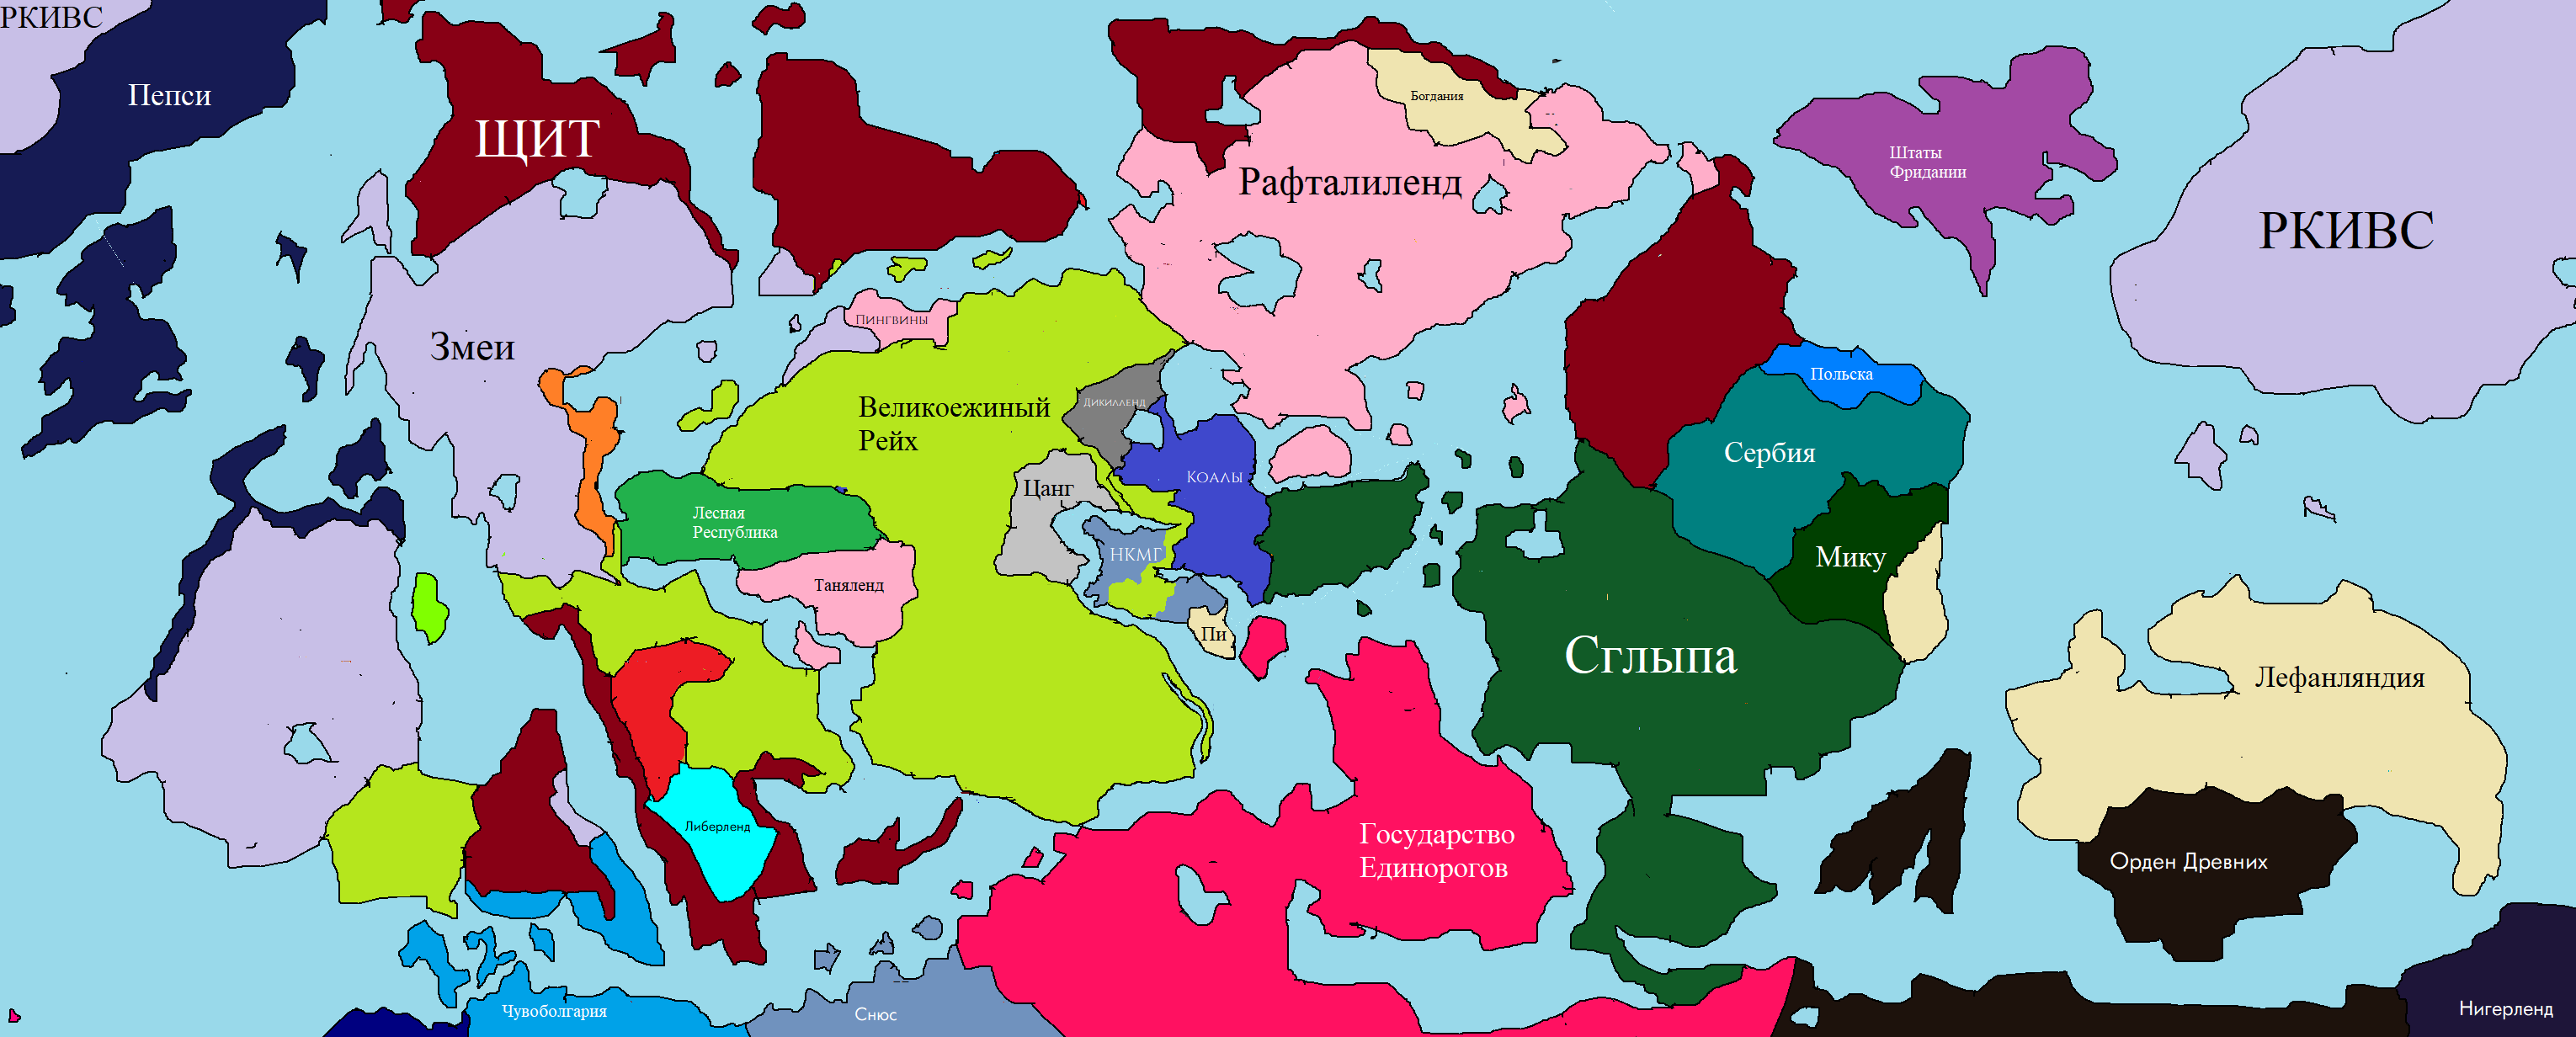 РКИВС
Пепси
ЩИТ
Богдания
Рафталиленд
Штаты
Фридании
РКИВС
Змеи
Пингвины
Великоежиный
Рейх
Дикилленд
Польска
Сербия
Коалы
Цанг
Лесная
Республика
НКМГ
Мику
Таняленд
Пи
Сглыпа
Лефанляндия
Либерленд
Государство
Единорогов
Орден Древних
Чувоболгария
Снюс
Нигерленд